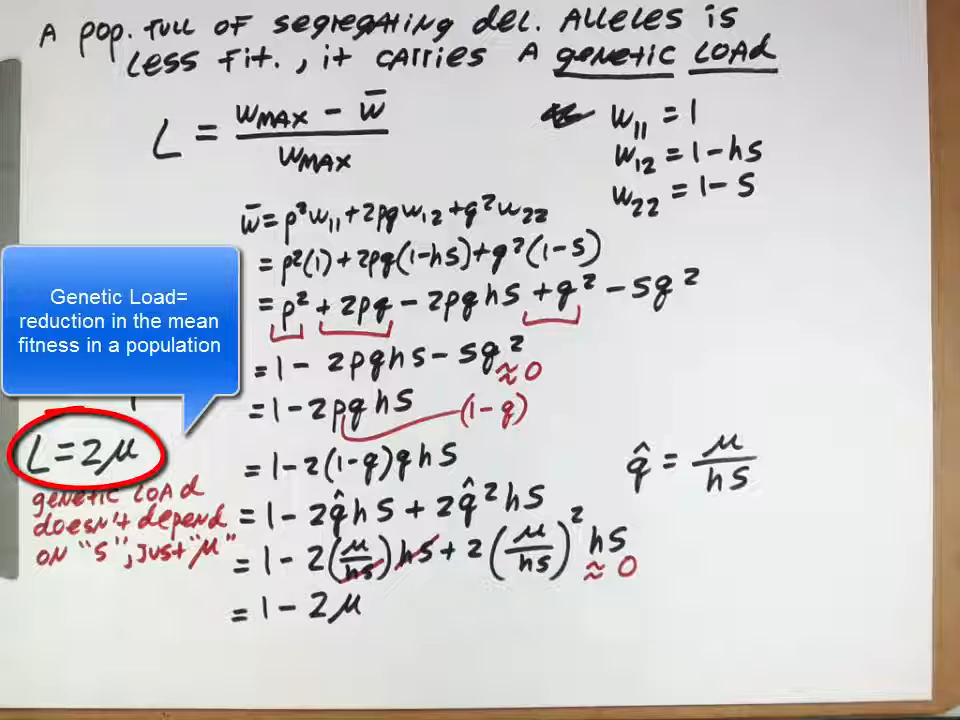 A pop. full of segregating del. Alleles is
less fit., it carries A genetic LOAD
L = wMAX − w̄ / wMAX
w11 = 1
w12 = 1 − hs
w22 = 1 − s
w̄ = p²w11 + 2pqw12 + q²w22
= p²(1) + 2pq(1−hs) + q²(1−s)
= p² + 2pq − 2pqhs + q² − sq²
Genetic Load=
reduction in the mean
fitness in a population
= 1 − 2pqhs − sq²
≈ 0
= 1 − 2pqhs
(1−q)
L = 2μ
= 1 − 2(1−q)qhs
q̂ = μ / hs
genetic LOAD
doesn't depend
on "s", just "μ"
= 1 − 2q̂hs + 2q̂²hs
= 1 − 2(μ/hs)hs + 2(μ/hs)²hs
≈ 0
= 1 − 2μ